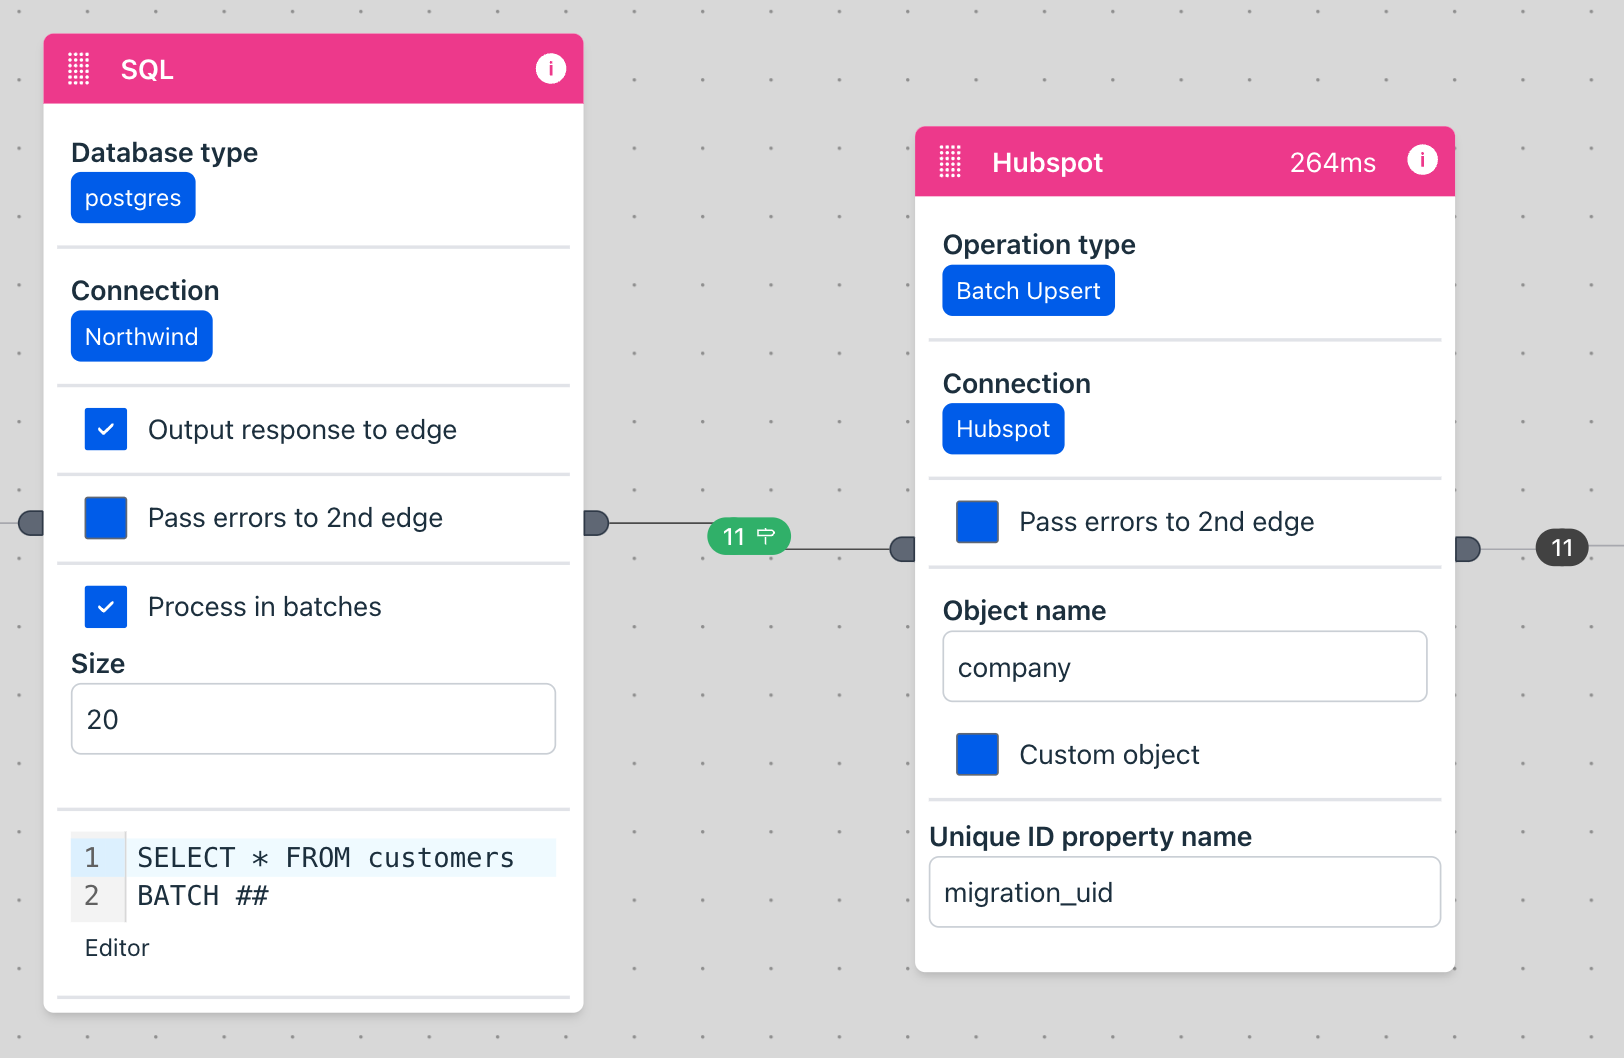 SQL
Database type
postgres
Connection
Northwind
Output response to edge
Pass errors to 2nd edge
Process in batches
Size
20
1 SELECT * FROM customers
2 BATCH ##
Editor
11
Hubspot 264ms
Operation type
Batch Upsert
Connection
Hubspot
Pass errors to 2nd edge
Object name
company
Custom object
Unique ID property name
migration_uid
11